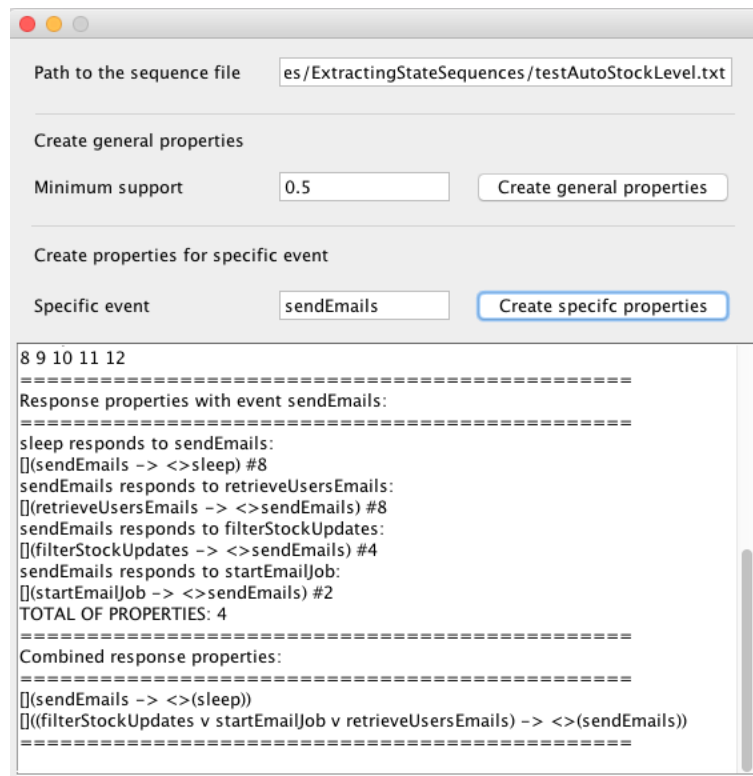 Path to the sequence file es/ExtractingStateSequences/testAutoStockLevel.txt
Create general properties
Minimum support 0.5 Create general properties
Create properties for specific event
Specific event sendEmails Create specifc properties
8 9 10 11 12
==============================================
Response properties with event sendEmails:
==============================================
sleep responds to sendEmails:
[](sendEmails -> <>sleep) #8
sendEmails responds to retrieveUsersEmails:
[](retrieveUsersEmails -> <>sendEmails) #8
sendEmails responds to filterStockUpdates:
[](filterStockUpdates -> <>sendEmails) #4
sendEmails responds to startEmailJob:
[](startEmailJob -> <>sendEmails) #2
TOTAL OF PROPERTIES: 4
==============================================
Combined response properties:
==============================================
[](sendEmails -> <>(sleep))
[]((filterStockUpdates v startEmailJob v retrieveUsersEmails) -> <>(sendEmails))
==============================================